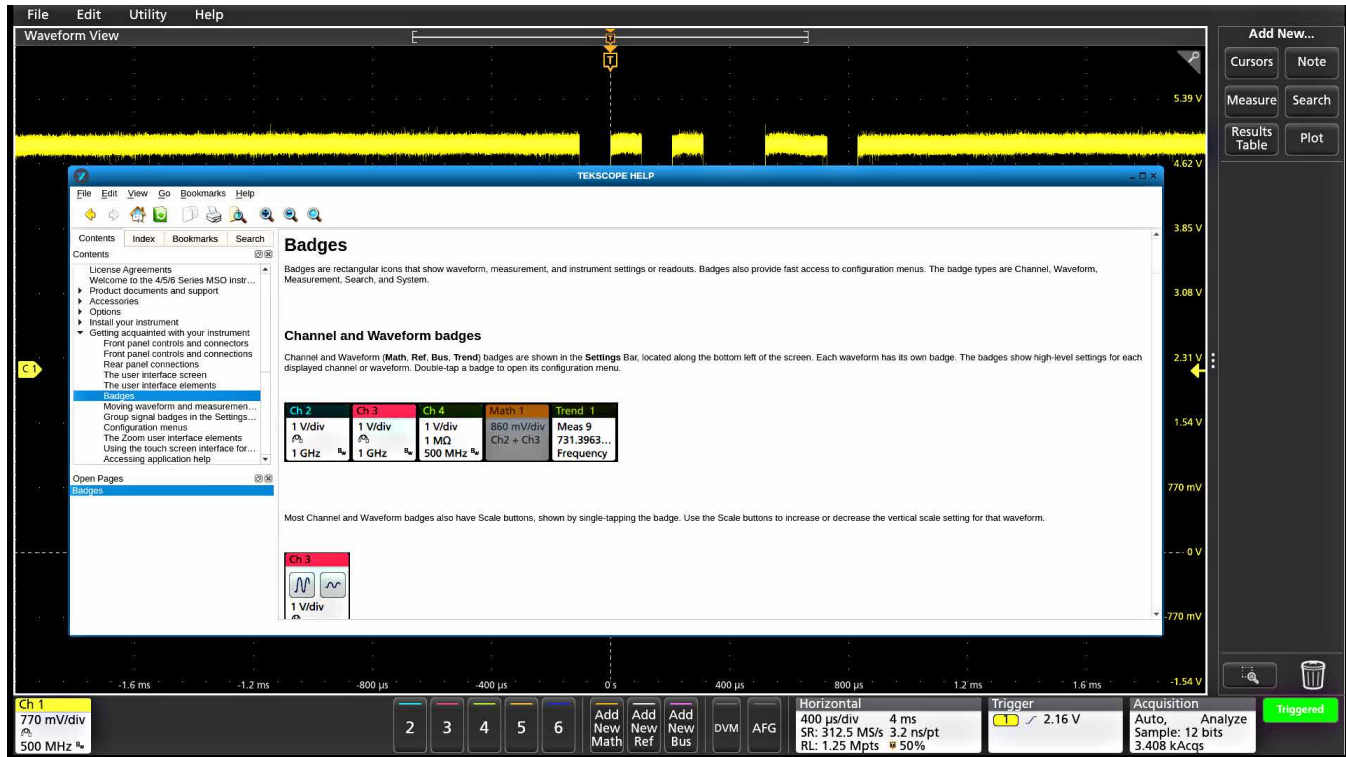 File Edit Utility Help
Waveform View
T
T
Add New...
Cursors Note
Measure Search
Results Table Plot
5.39 V
4.62 V
3.85 V
3.08 V
2.31 V
1.54 V
770 mV
0 V
-770 mV
-1.54 V
C 1
TEKSCOPE HELP
File Edit View Go Bookmarks Help
Contents Index Bookmarks Search
Contents
License Agreements
Welcome to the 4/5/6 Series MSO instr...
Product documents and support
Accessories
Options
Install your instrument
Getting acquainted with your instrument
Front panel controls and connectors
Front panel controls and connections
Rear panel connections
The user interface screen
The user interface elements
Badges
Moving waveform and measuremen...
Group signal badges in the Settings...
Configuration menus
The Zoom user interface elements
Using the touch screen interface for...
Accessing application help
Open Pages
Badges
Badges
Badges are rectangular icons that show waveform, measurement, and instrument settings or readouts. Badges also provide fast access to configuration menus. The badge types are Channel, Waveform,
Measurement, Search, and System.
Channel and Waveform badges
Channel and Waveform (Math, Ref, Bus, Trend) badges are shown in the Settings Bar, located along the bottom left of the screen. Each waveform has its own badge. The badges show high-level settings for each
displayed channel or waveform. Double-tap a badge to open its configuration menu.
Ch 2 Ch 3 Ch 4 Math 1 Trend 1
1 V/div 1 V/div 1 V/div 860 mV/div Meas 9
1 MΩ Ch2 + Ch3 731.3963...
1 GHz Bw 1 GHz Bw 500 MHz Bw Frequency
Most Channel and Waveform badges also have Scale buttons, shown by single-tapping the badge. Use the Scale buttons to increase or decrease the vertical scale setting for that waveform.
Ch 3
1 V/div
-1.6 ms -1.2 ms -800 µs -400 µs 0 s 400 µs 800 µs 1.2 ms 1.6 ms
Ch 1
770 mV/div
500 MHz Bw
2 3 4 5 6
Add New Math
Add New Ref
Add New Bus
DVM AFG
Horizontal
400 µs/div 4 ms
SR: 312.5 MS/s 3.2 ns/pt
RL: 1.25 Mpts 50%
Trigger
1 2.16 V
Acquisition
Auto, Analyze
Sample: 12 bits
3.408 kAcqs
Triggered